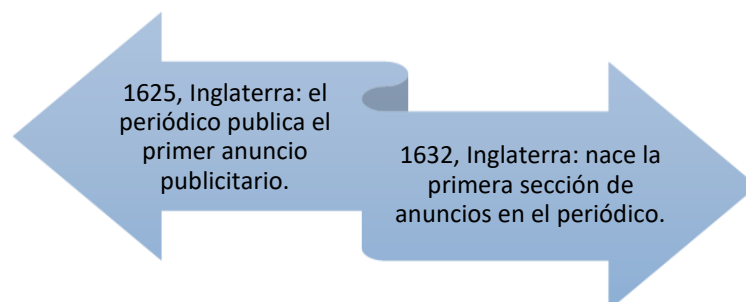 1625, Inglaterra: el
periódico publica el
primer anuncio
publicitario.
1632, Inglaterra: nace la
primera sección de
anuncios en el periódico.